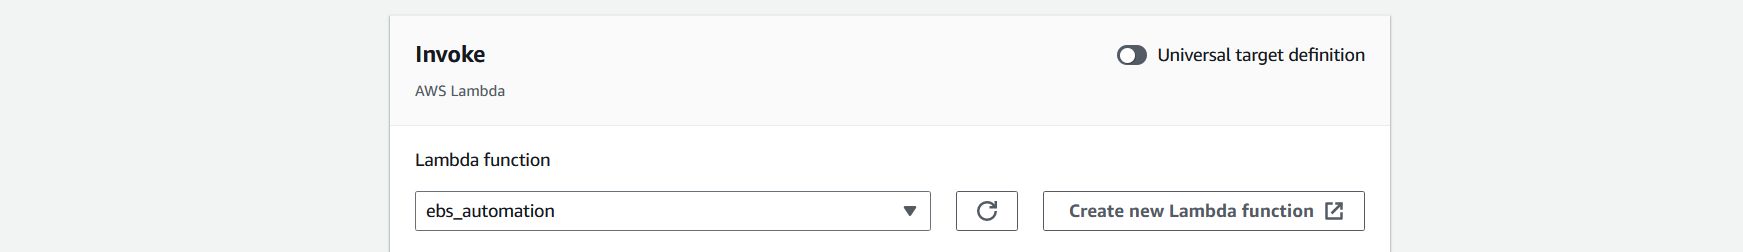 Invoke
Universal target definition
AWS Lambda
Lambda function
ebs_automation
Create new Lambda function